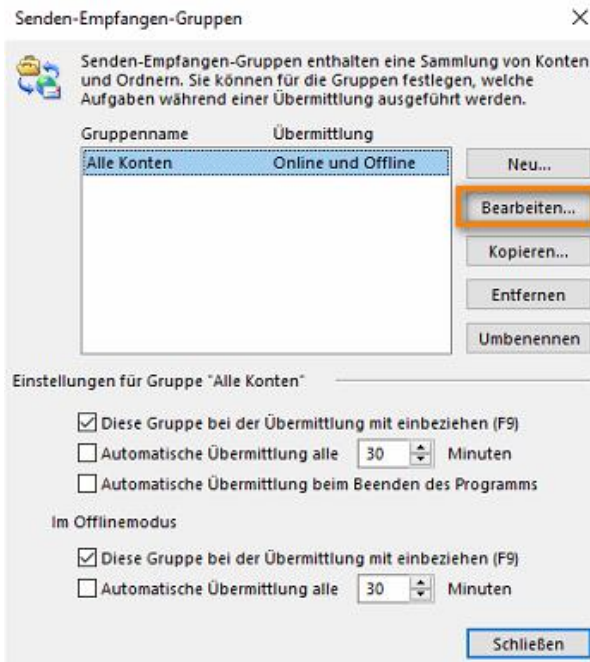 Senden-Empfangen-Gruppen
Senden-Empfangen-Gruppen enthalten eine Sammlung von Konten
und Ordnern. Sie können für die Gruppen festlegen, welche
Aufgaben während einer Übermittlung ausgeführt werden.
Gruppenname Übermittlung
Alle Konten Online und Offline
Neu...
Bearbeiten...
Kopieren...
Entfernen
Umbenennen
Einstellungen für Gruppe "Alle Konten"
Diese Gruppe bei der Übermittlung mit einbeziehen (F9)
Automatische Übermittlung alle 30 Minuten
Automatische Übermittlung beim Beenden des Programms
Im Offlinemodus
Diese Gruppe bei der Übermittlung mit einbeziehen (F9)
Automatische Übermittlung alle 30 Minuten
Schließen